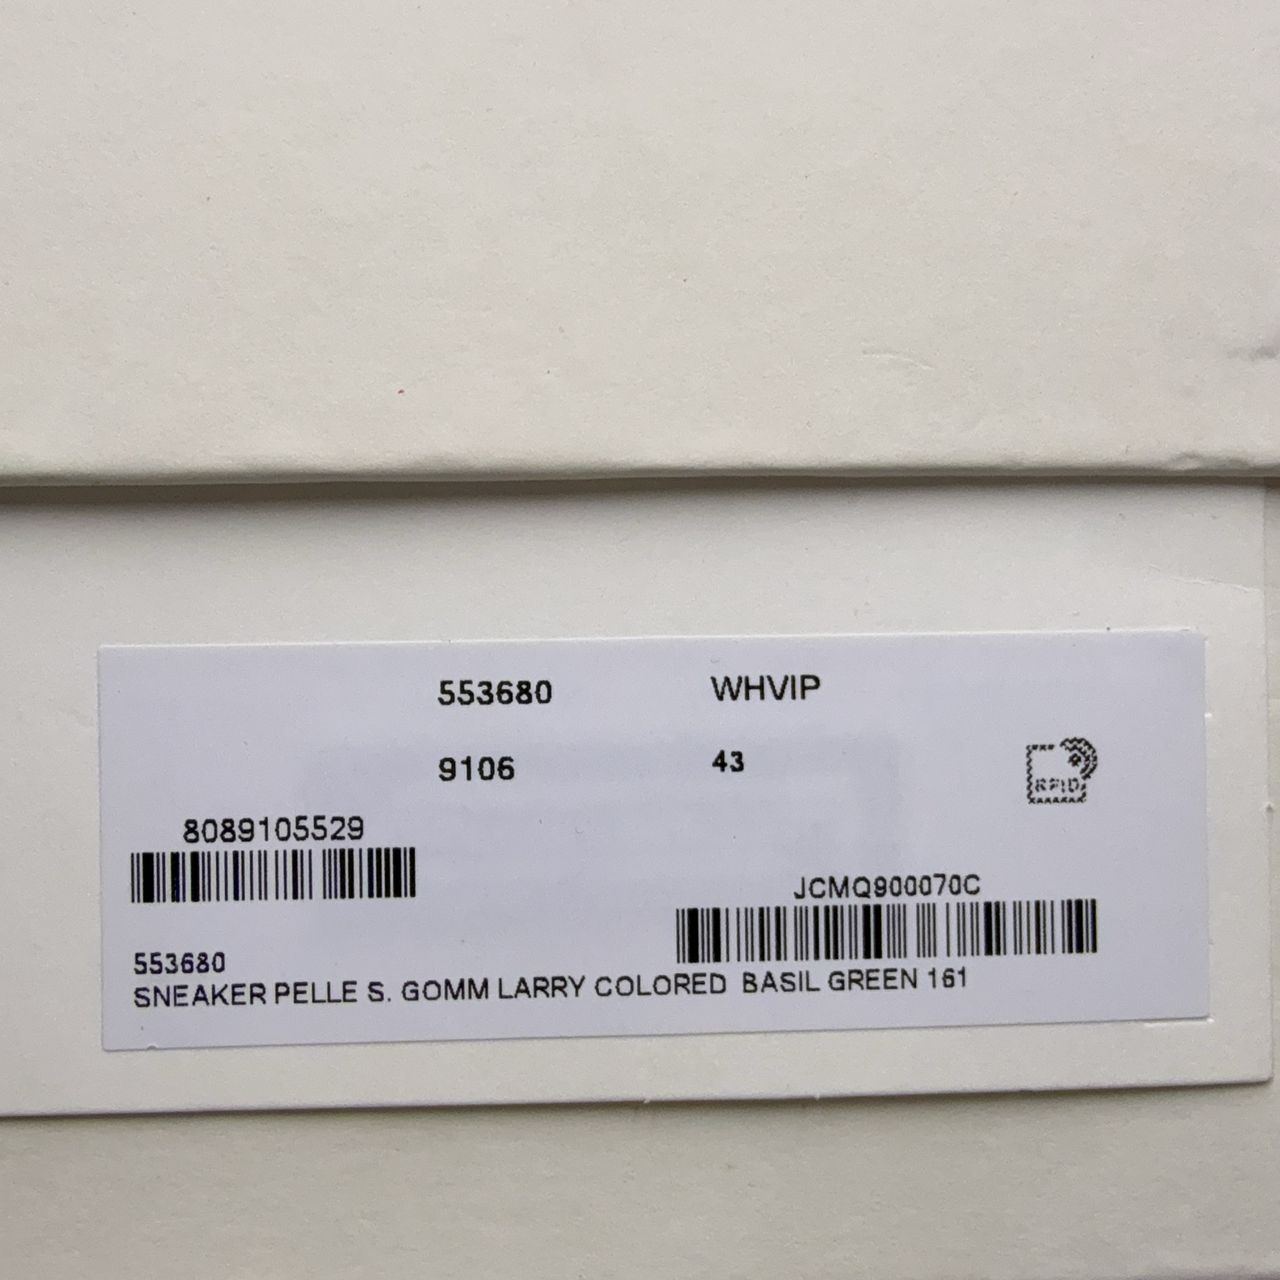 553680 WHVIP
9106 43
RFID
8089105529
JCMQ900070C
553680
SNEAKER PELLE S. GOMM LARRY COLORED BASIL GREEN 161